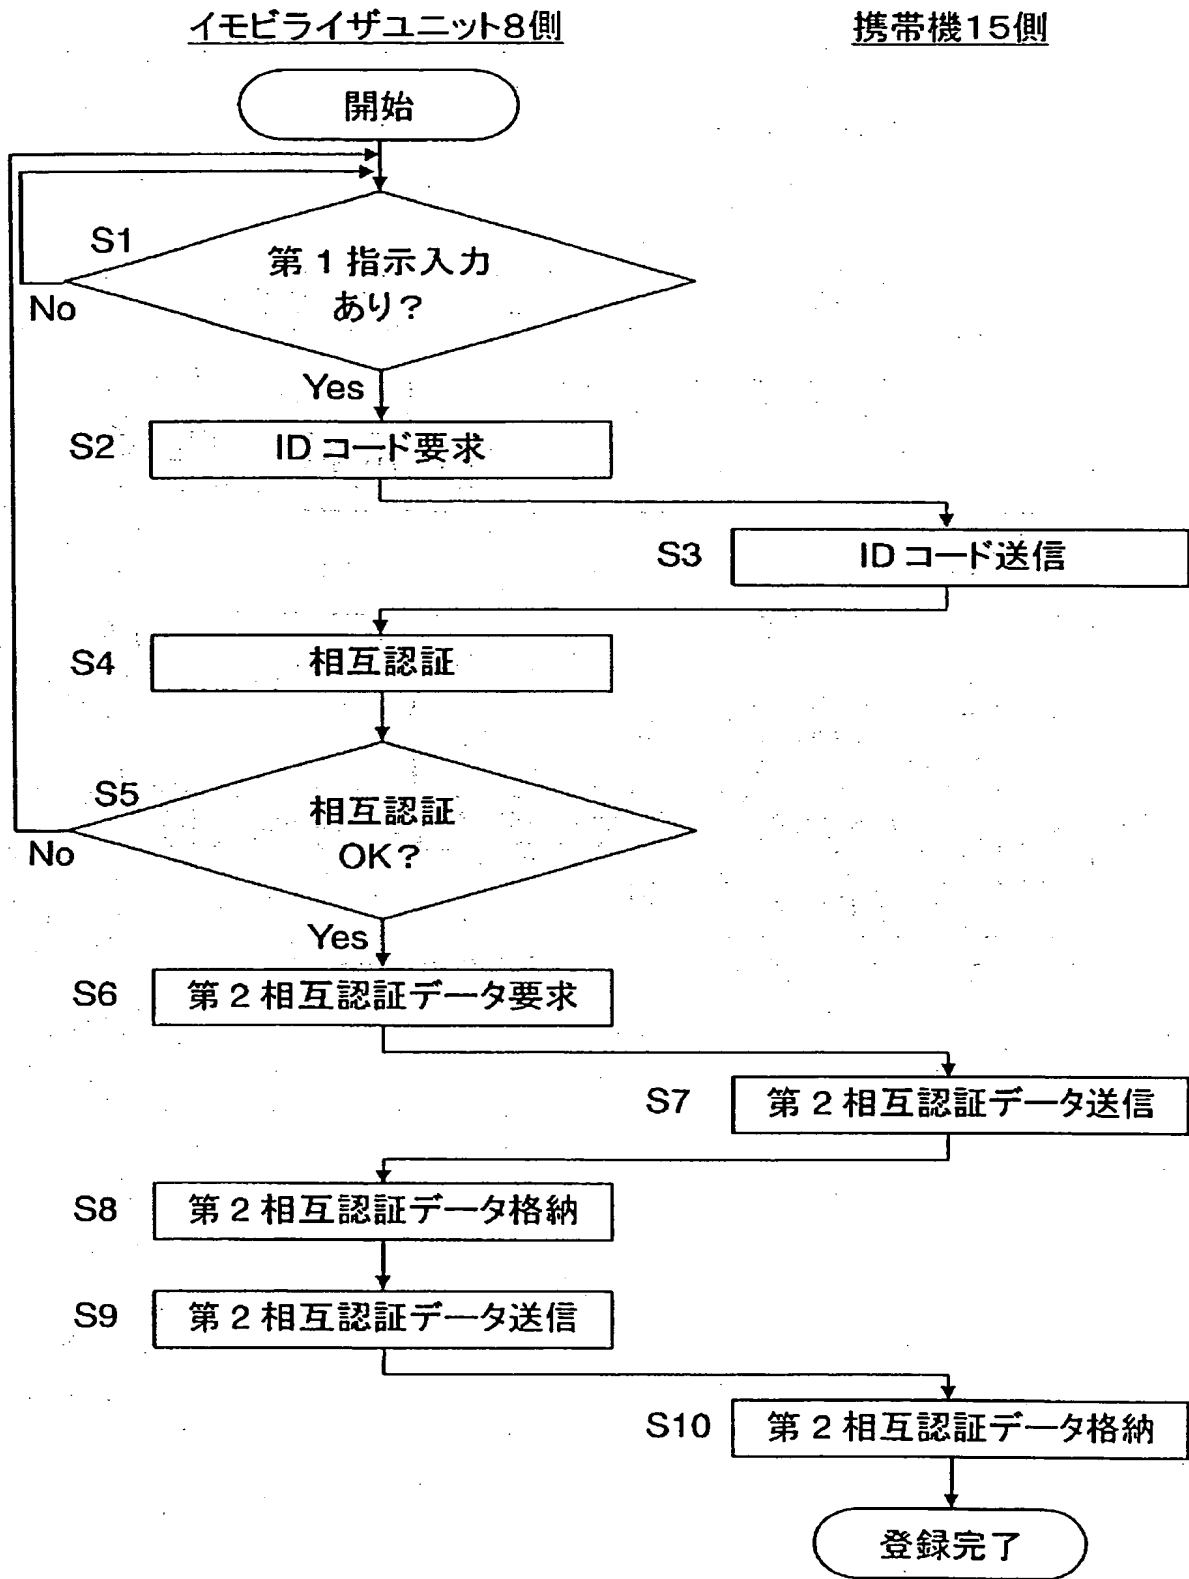 イモビライザユニット8側
携帯機15側
開始
S1
第1指示入力
あり?
No
Yes
S2
IDコード要求
S3
IDコード送信
S4
相互認証
S5
相互認証
OK?
No
Yes
S6
第2相互認証データ要求
S7
第2相互認証データ送信
S8
第2相互認証データ格納
S9
第2相互認証データ送信
S10
第2相互認証データ格納
登録完了